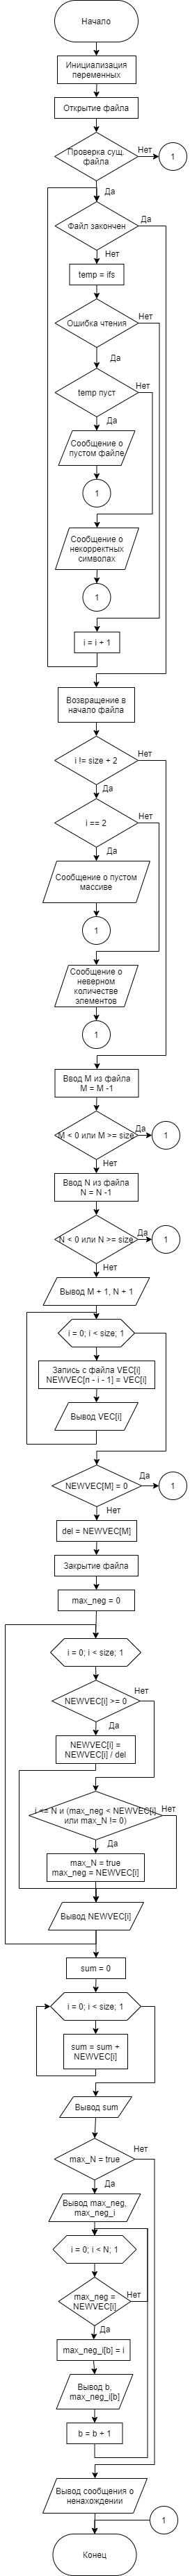 Начало
Инициализация
переменных
Открытие файла
Проверка сущ.
файла
Нет
1
Да
Файл закончен
Да
Нет
temp = ifs
Ошибка чтения
Нет
Да
temp пуст
Нет
Да
Сообщение о
пустом файле
1
Сообщение о
некорректных
символах
1
i = i + 1
Возвращение в
начало файла
i != size + 2
Нет
Да
i == 2
Нет
Да
Сообщение о пустом
массиве
1
Сообщение о
неверном
количестве
элементов
1
Ввод M из файла
M = M -1
M < 0 или M >= size
Да
1
Нет
Ввод N из файла
N = N -1
N < 0 или N >= size
Да
1
Нет
Вывод M + 1, N + 1
i = 0; i < size; 1
Запись с файла VEC[i]
NEWVEC[n - i - 1] = VEC[i]
Вывод VEC[i]
NEWVEC[M] = 0
Да
1
Нет
del = NEWVEC[M]
Закрытие файла
max_neg = 0
i = 0; i < size; 1
NEWVEC[i] >= 0
Нет
Да
NEWVEC[i] =
NEWVEC[i] / del
i <= N и (max_neg < NEWVEC[i]
или max_N != 0)
Нет
Да
max_N = true
max_neg = NEWVEC[i]
Вывод NEWVEC[i]
sum = 0
i = 0; i < size; 1
sum = sum +
NEWVEC[i]
Вывод sum
max_N = true
Нет
Да
Вывод max_neg,
max_neg_i
i = 0; i < N; 1
max_neg =
NEWVEC[i]
Нет
Да
max_neg_i[b] = i
Вывод b,
max_neg_i[b]
b = b + 1
Вывод сообщения о
ненахождении
1
Конец